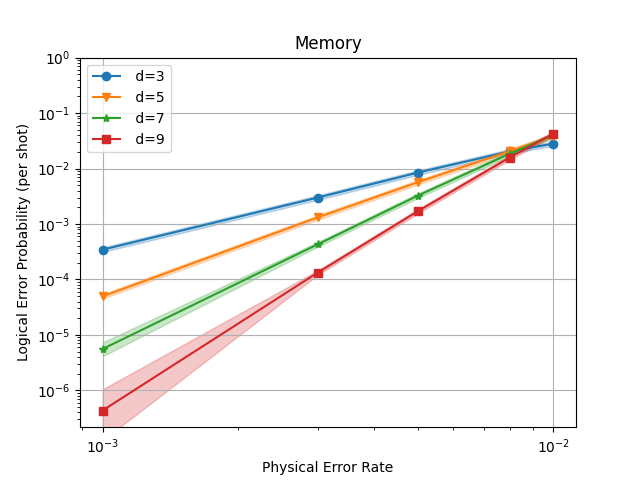 Memory
Logical Error Probability (per shot)
10^0
10^-1
10^-2
10^-3
10^-4
10^-5
10^-6
d=3
d=5
d=7
d=9
10^-3
10^-2
Physical Error Rate